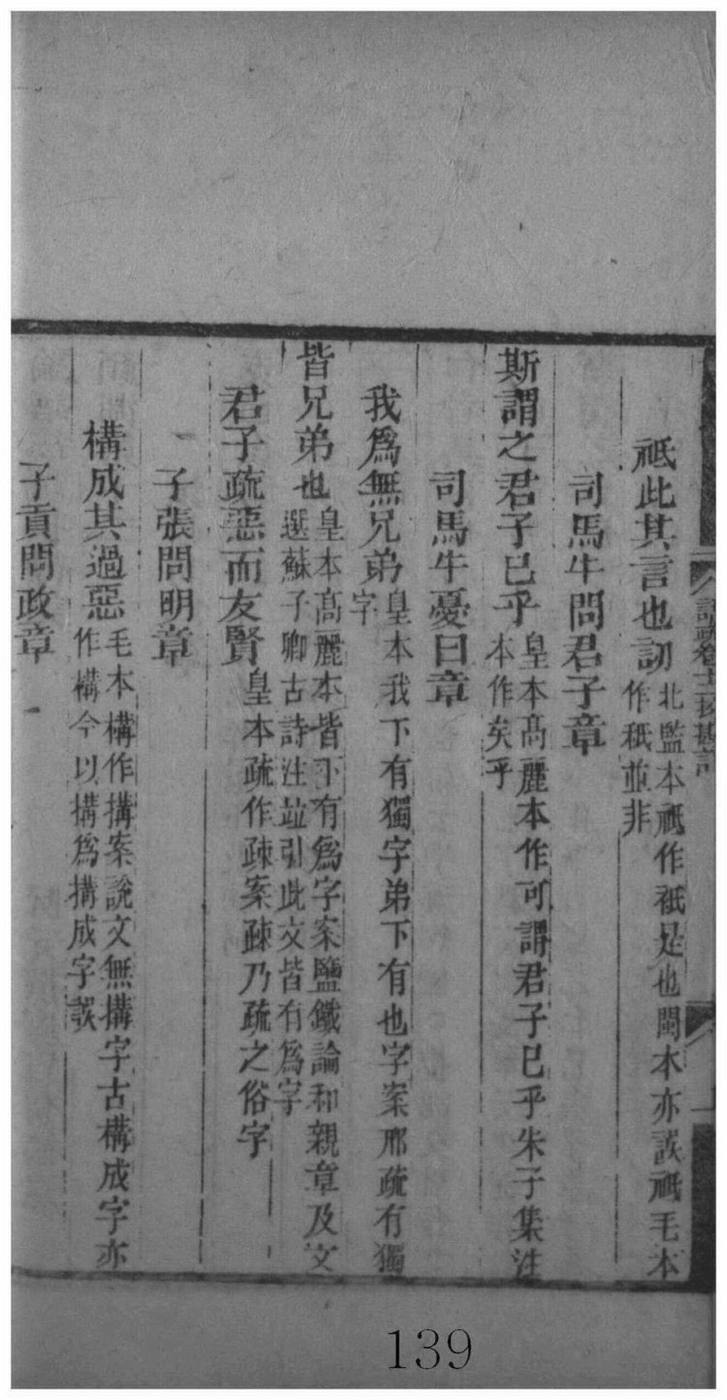 祗此其言也訒北監本祗作祇是也閩本亦誤祗毛本作秖並非
司馬牛問君子章
斯謂之君子已乎皇本髙麗本作可謂君子已乎朱子集注本作矣乎
司馬牛憂曰章
我爲無兄弟皇本我下有獨字弟下有也字案邢疏有獨字
皆兄弟也皇本髙麗本皆下有爲字案鹽鐵論和親章及文選蘇子卿古詩注竝引此文皆有爲字
君子疏惡而友賢皇本疏作疎案疎乃疏之俗字
子張問明章
構成其過惡毛本構作搆案說文無搆字古構成字亦作構今以構爲搆成字誤
子貢問政章
139